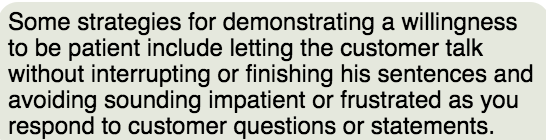 Some strategies for demonstrating a willingness
to be patient include letting the customer talk
without interrupting or finishing his sentences and
avoiding sounding impatient or frustrated as you
respond to customer questions or statements.